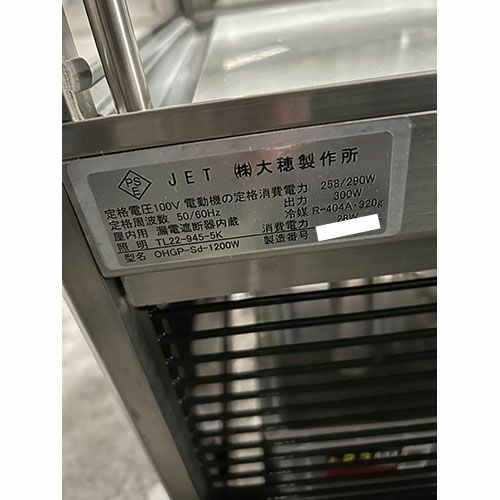 PSE JET ㈱大穂製作所
定格電圧100V 電動機の定格消費電力 258/290W
定格周波数 50/60Hz 出力 300W
屋内用 漏電遮断器内蔵 冷媒 R-404A・320g
照明 TL22-945-5K 消費電力 28W
型名 OHGP-Sd-1200W 製造番号